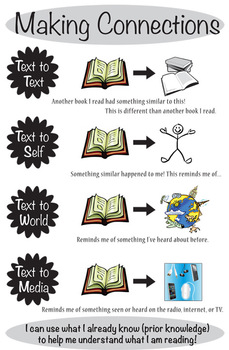 Making Connections
Text to
Text
Another book I read had something similar to this!
This is different than another book I read.
Text to
Self
Something similar happened to me! This reminds me of...
Text to
World
Reminds me of something I've heard about before.
Text to
Media
Reminds me of something seen or heard on the radio, internet, or TV.
I can use what I already know (prior knowledge)
to help me understand what I am reading!